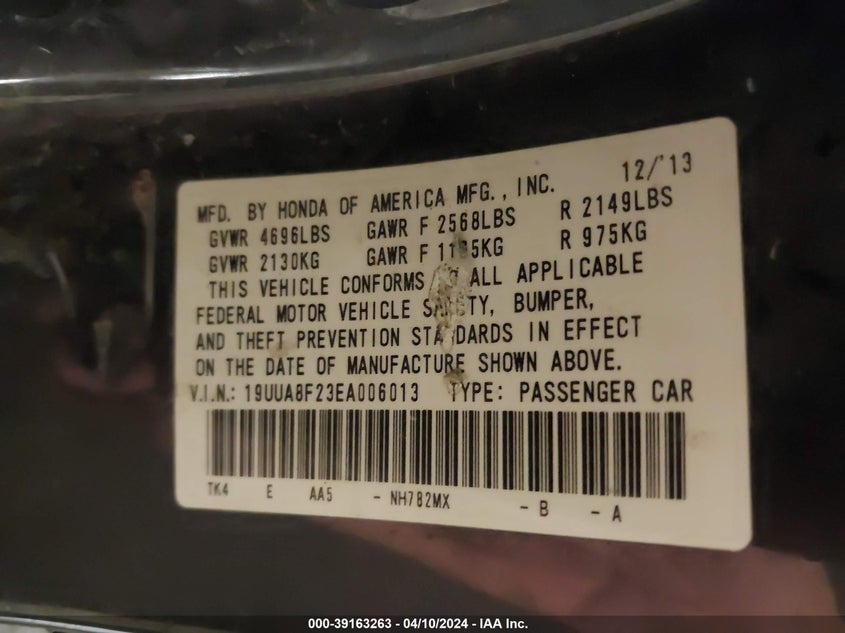 12/'13
MFD. BY HONDA OF AMERICA MFG., INC.
GVWR 4696LBS GAWR F 2568LBS R 2149LBS
GVWR 2130KG GAWR F KG R 975KG
THIS VEHICLE CONFORMS ALL APPLICABLE
FEDERAL MOTOR VEHICLE SAFETY, BUMPER,
AND THEFT PREVENTION STANDARDS IN EFFECT
ON THE DATE OF MANUFACTURE SHOWN ABOVE.
V.I.N.: 19UUA8F23EA006013 TYPE: PASSENGER CAR
TK4 E AA5 - NH782MX - B - A
000-39163263 - 04/10/2024 - IAA Inc.